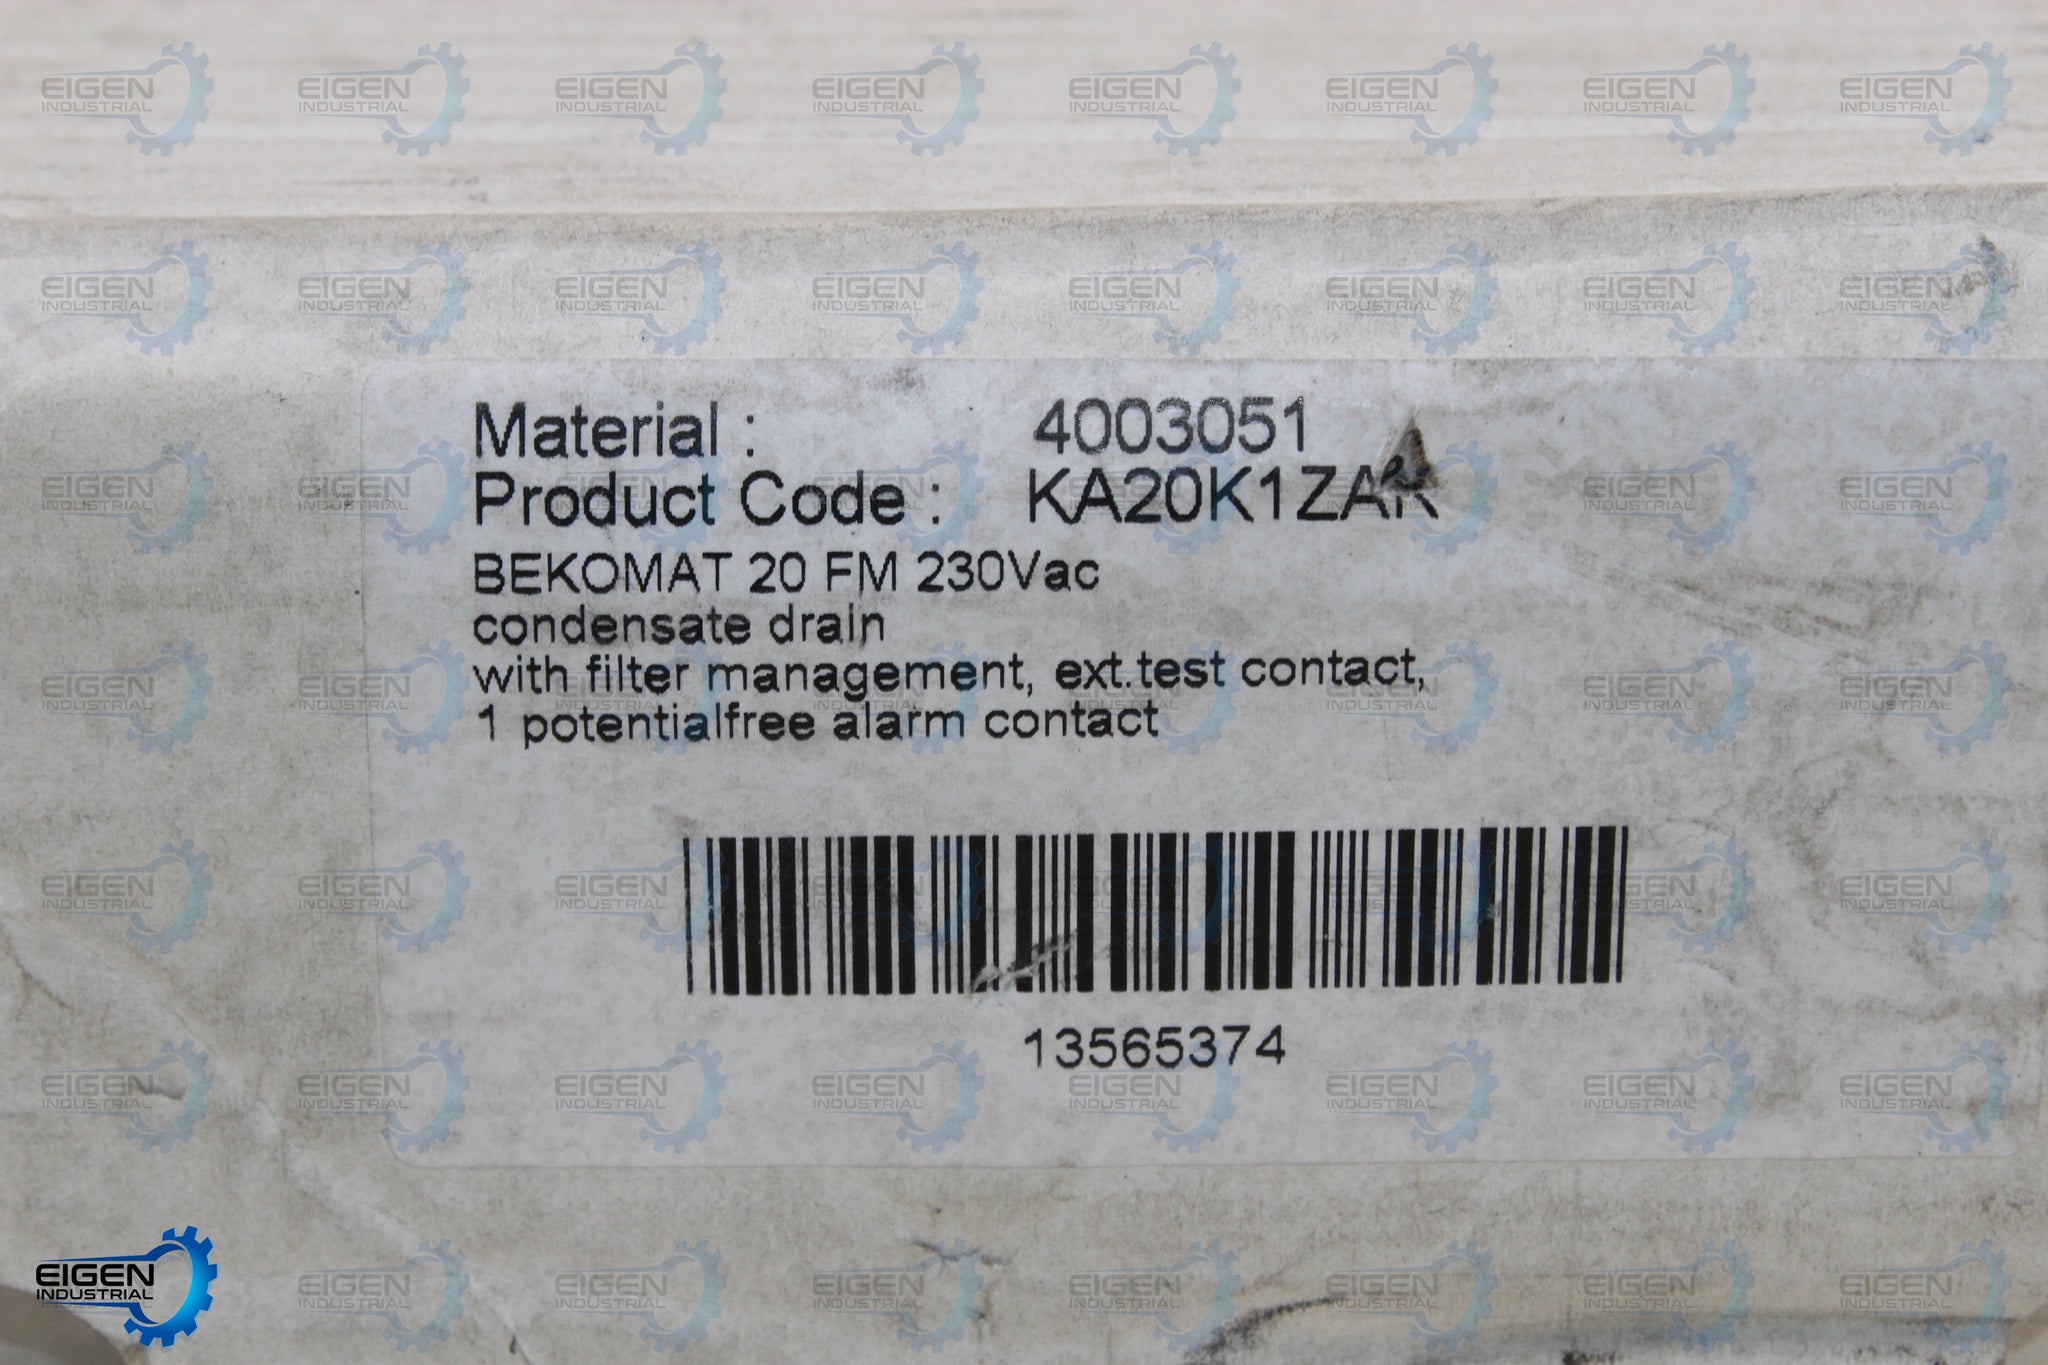 Material : 4003051
Product Code :
BEKOMAT 20 FM 230Vac
condensate drain
with filter management, ext.test contact,
1 potentialfree alarm contact
13565374
EIGEN
INDUSTRIAL